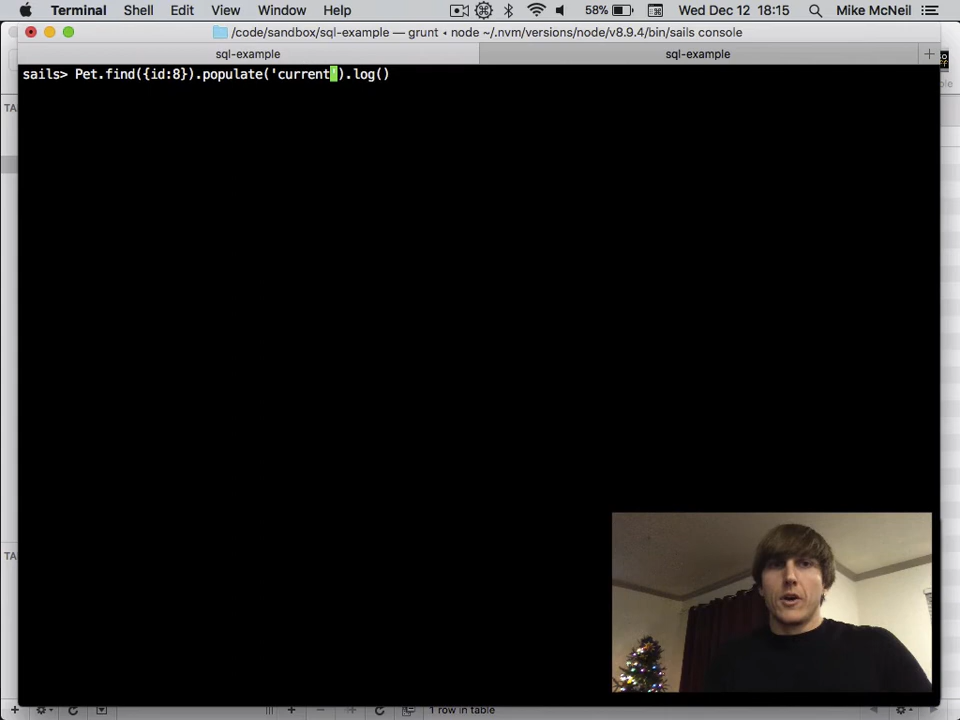 Terminal Shell Edit View Window Help 58% Wed Dec 12 18:15 Mike McNeil
/code/sandbox/sql-example — grunt • node ~/.nvm/versions/node/v8.9.4/bin/sails console
sql-example sql-example +
sails> Pet.find({id:8}).populate('current').log()
TA
TA
1 row in table